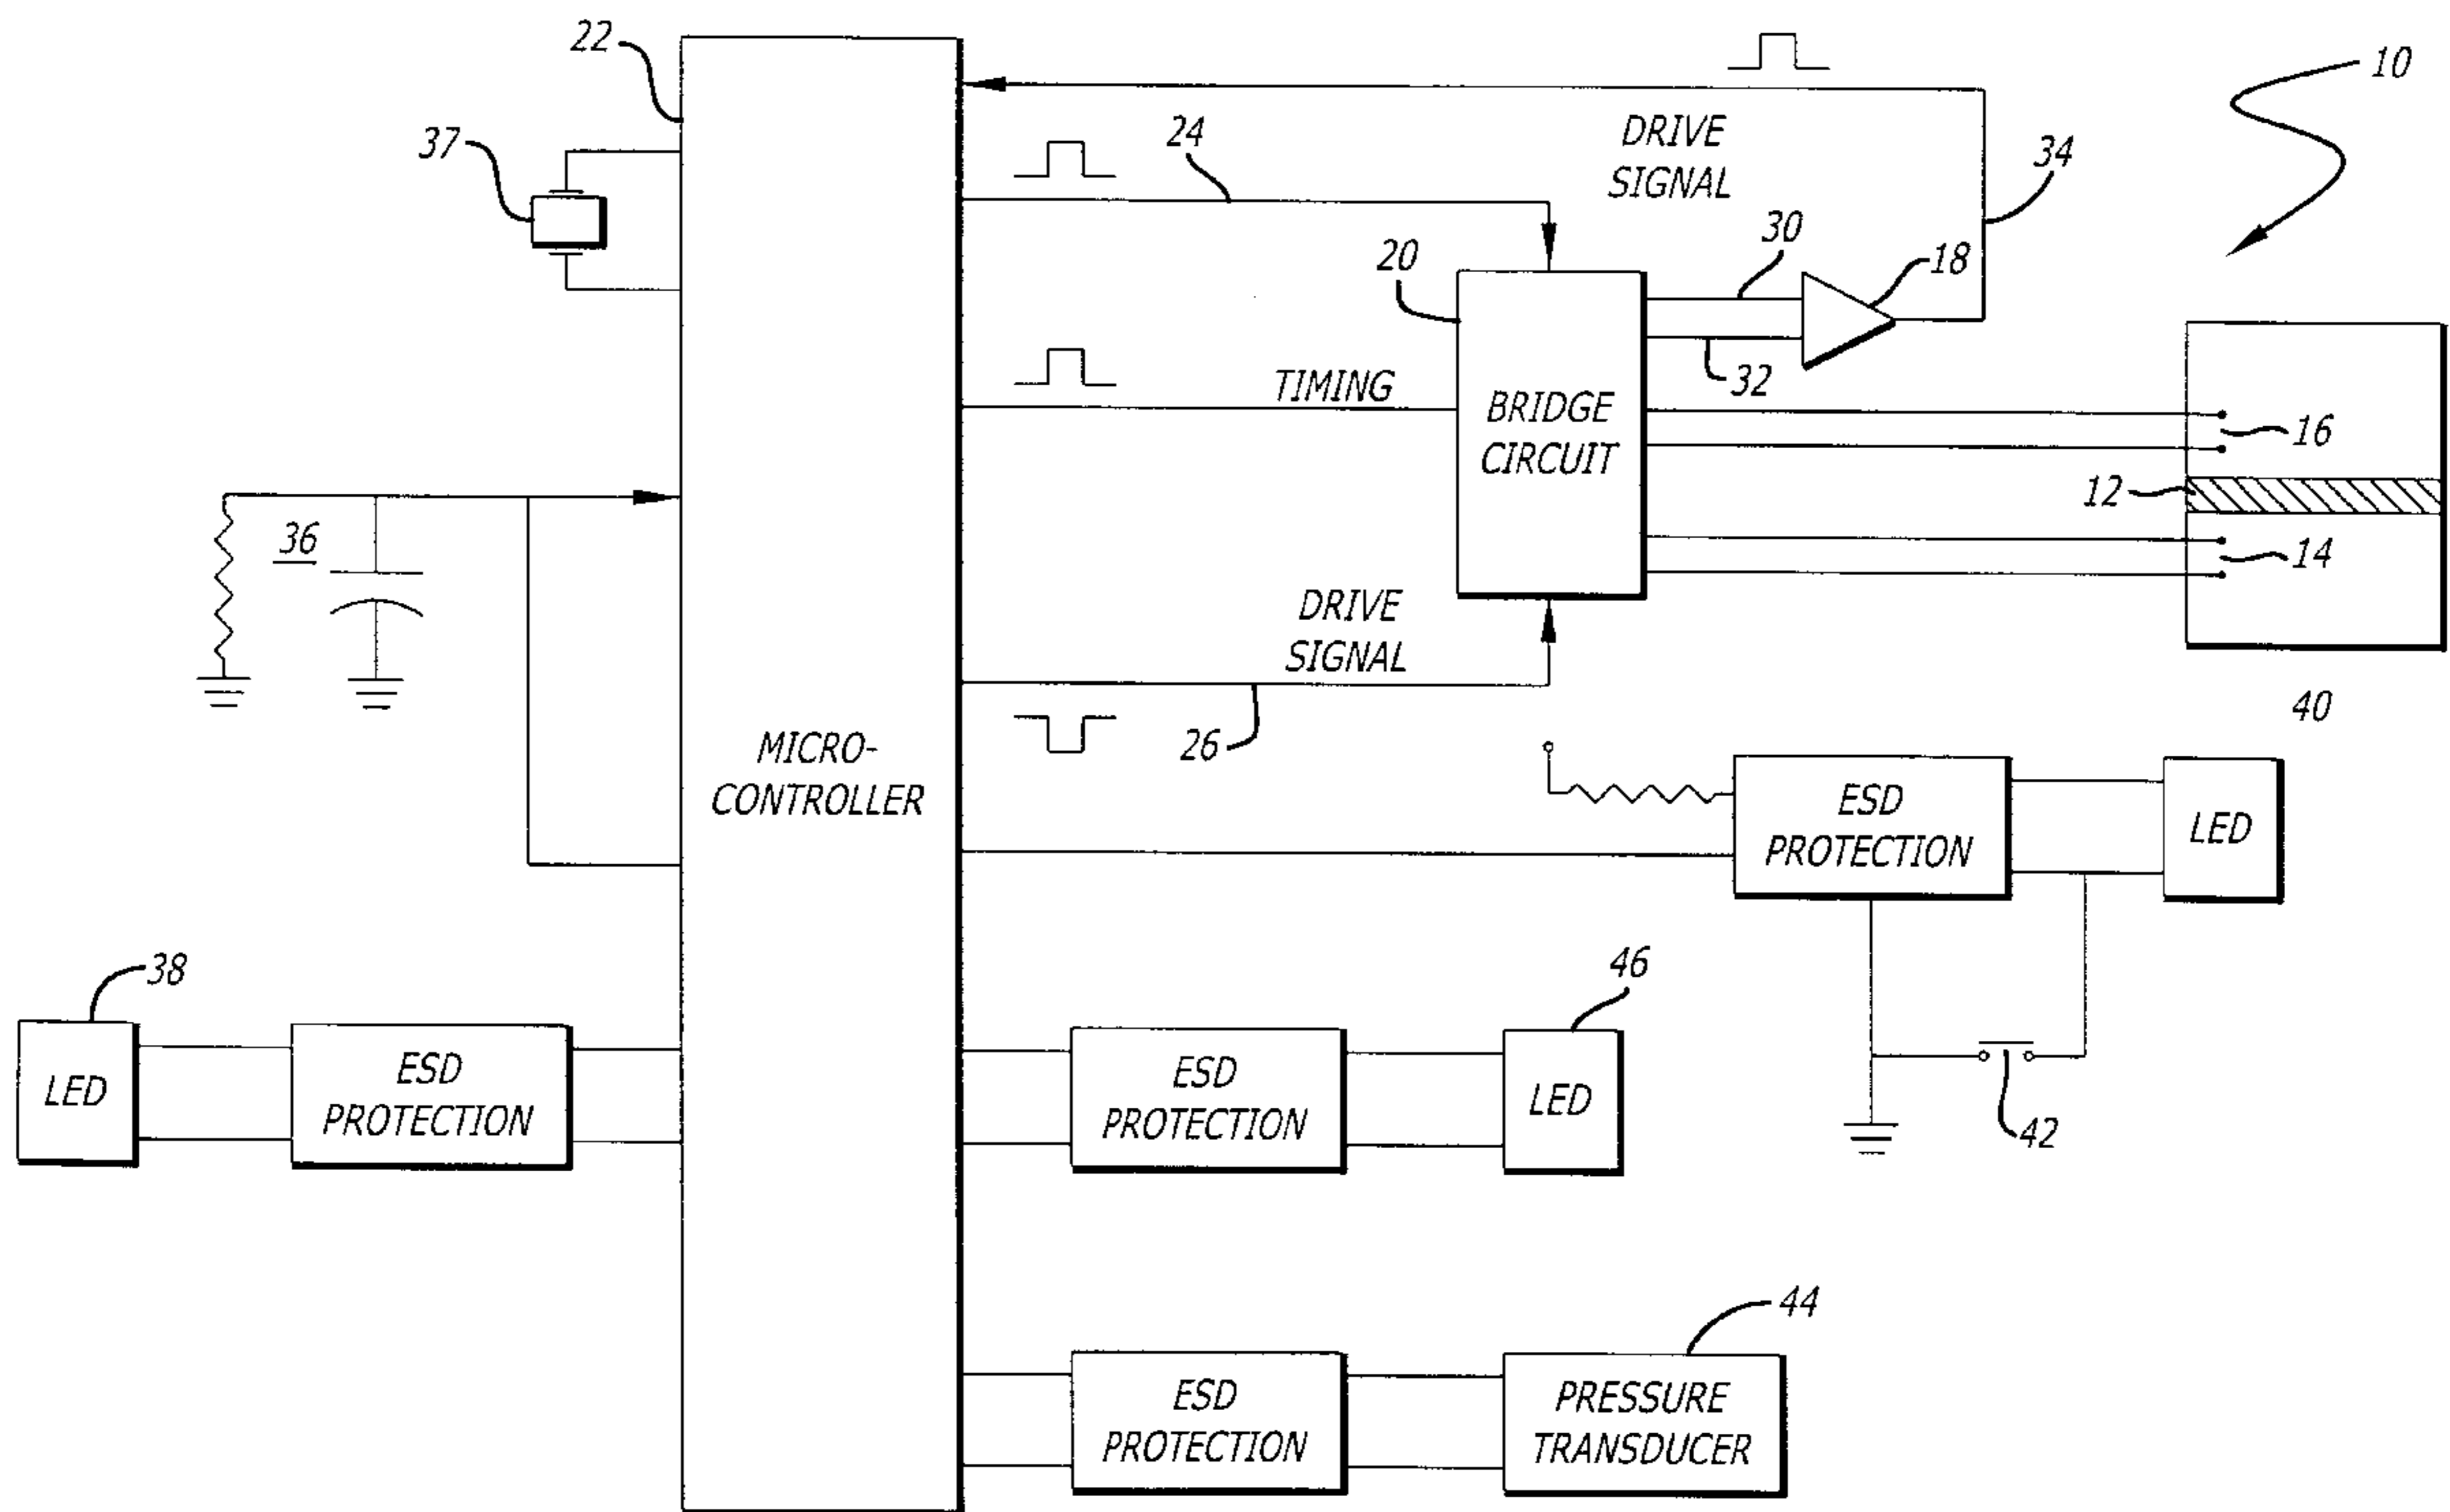 22
10
37
24
DRIVE
SIGNAL
34
30
20
18
32
TIMING
BRIDGE
CIRCUIT
16
12
14
36
DRIVE
SIGNAL
26
MICRO-
CONTROLLER
40
ESD
PROTECTION
LED
38
46
42
LED
ESD
PROTECTION
ESD
PROTECTION
LED
44
ESD
PROTECTION
PRESSURE
TRANSDUCER